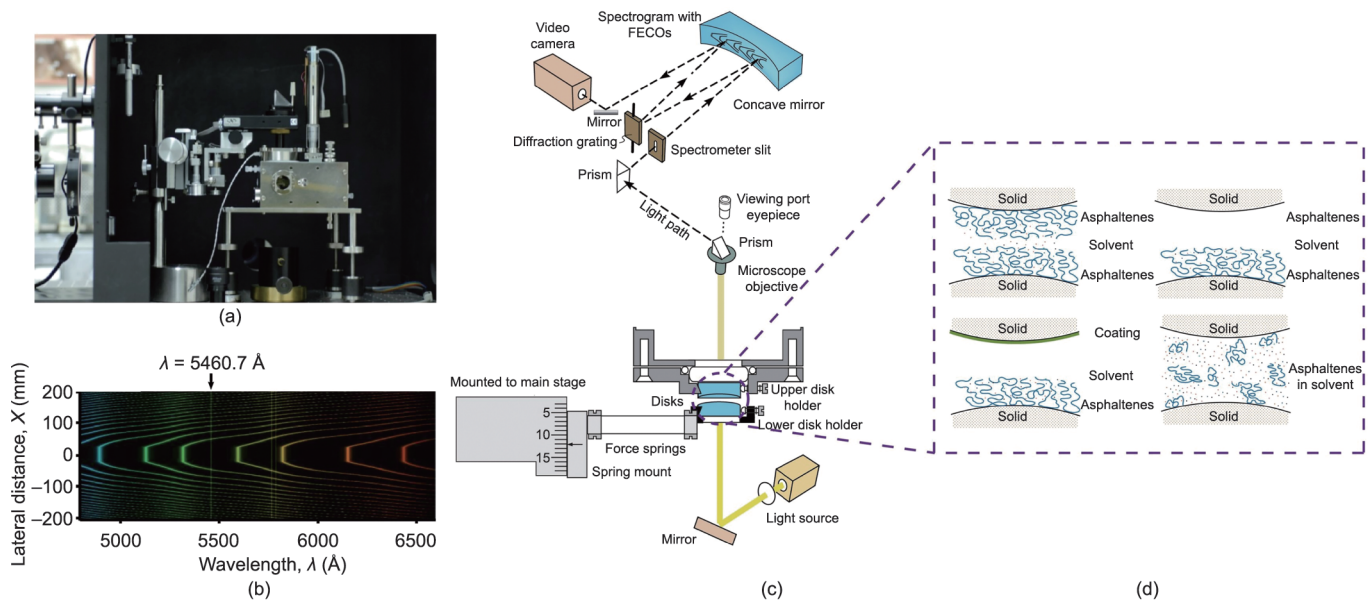 (a)
λ = 5460.7 Å
Lateral distance, X (mm)
200
100
0
−100
−200
5000
5500
6000
6500
Wavelength, λ (Å)
(b)
Video
camera
Spectrogram with
FECOs
Concave mirror
Mirror
Diffraction grating
Spectrometer slit
Prism
Light path
Viewing port
eyepiece
Prism
Microscope
objective
Mounted to main stage
5
10
15
Disks
Upper disk
holder
Lower disk holder
Force springs
Spring mount
Light source
Mirror
(c)
Solid
Asphaltenes
Solvent
Asphaltenes
Solid
Solid
Asphaltenes
Solvent
Asphaltenes
Solid
Solid
Coating
Solvent
Asphaltenes
Solid
Solid
Asphaltenes
in solvent
Solid
(d)